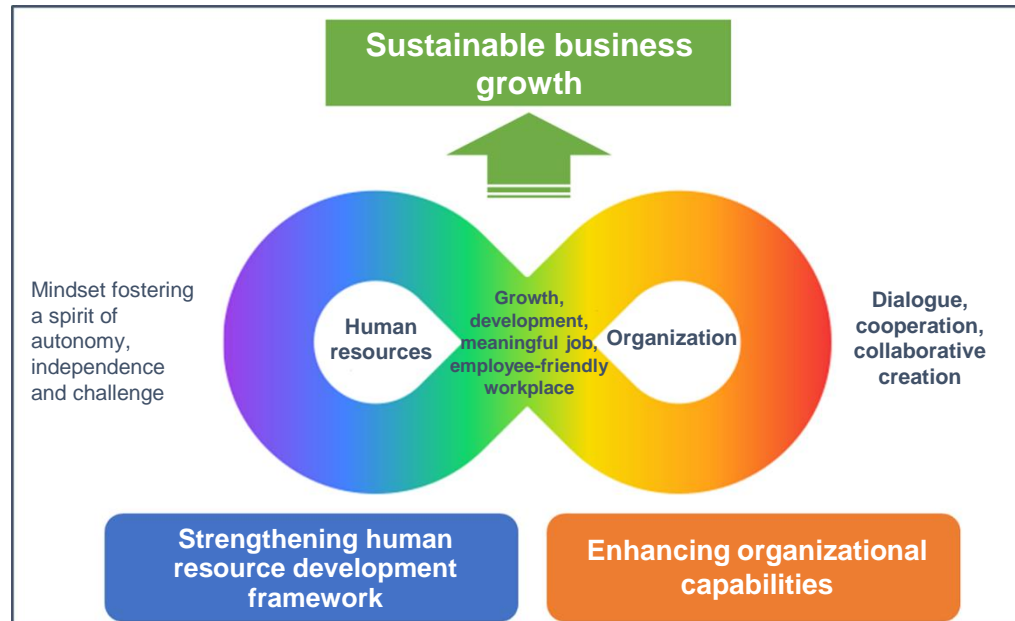 Sustainable business
growth
Mindset fostering
a spirit of
autonomy,
independence
and challenge
Human
resources
Growth,
development,
meaningful job,
employee-friendly
workplace
Organization
Dialogue,
cooperation,
collaborative
creation
Strengthening human
resource development
framework
Enhancing organizational
capabilities